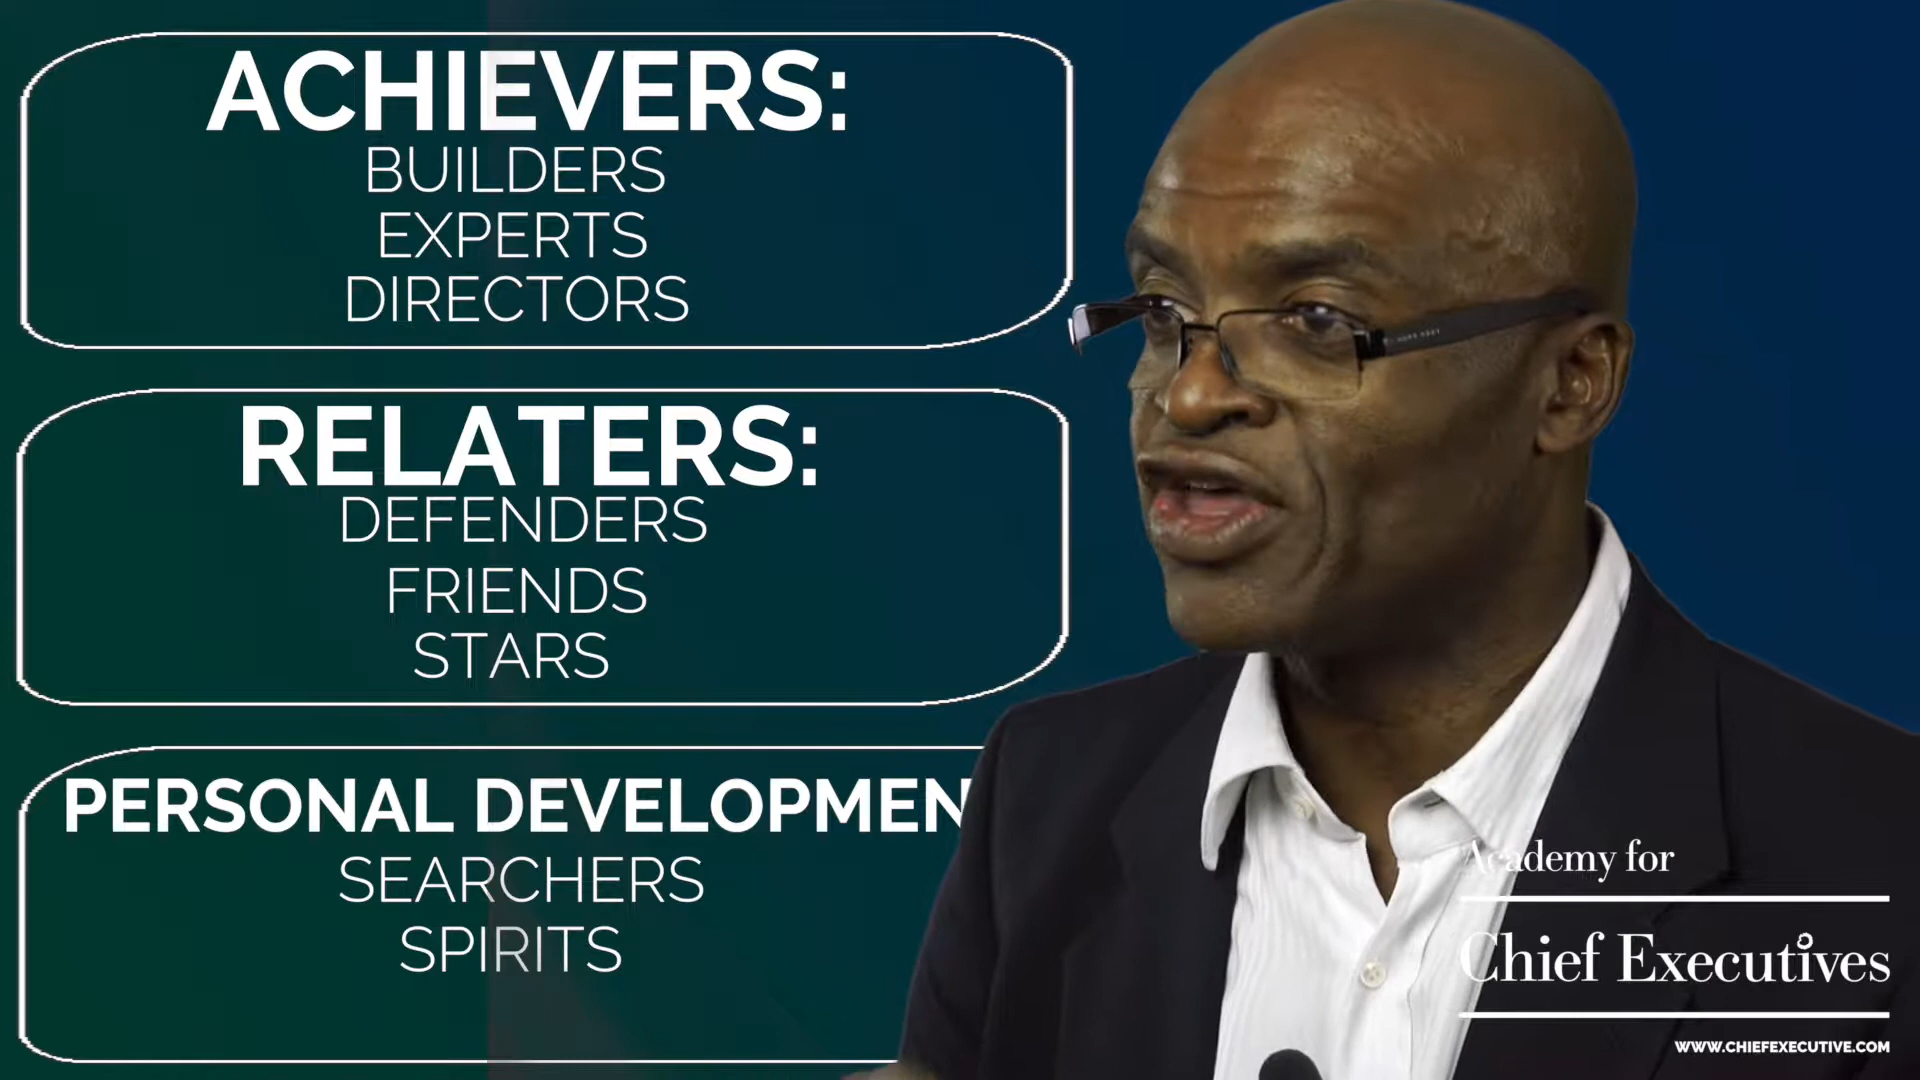 ACHIEVERS:
BUILDERS
EXPERTS
DIRECTORS
RELATERS:
DEFENDERS
FRIENDS
STARS
PERSONAL DEVELOPMEN
SEARCHERS
SPIRITS
Academy for
Chief Executives
WWW.CHIEFEXECUTIVE.COM